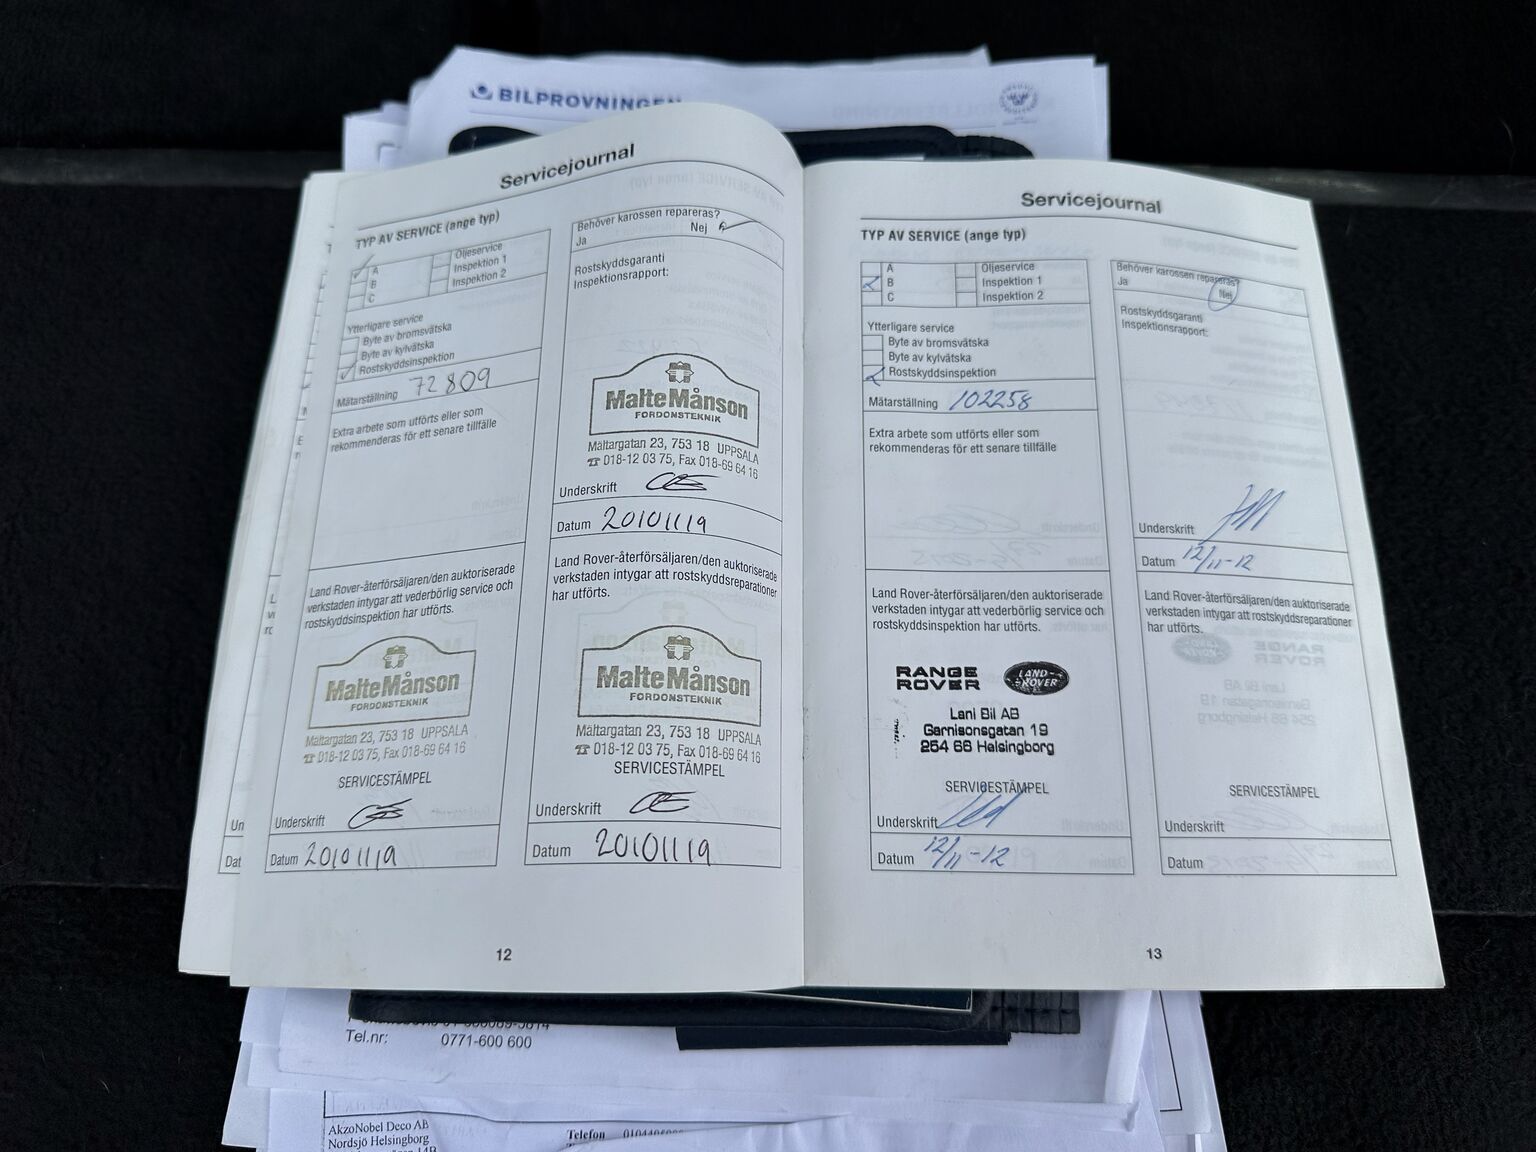 BILPROVNINGEN
Servicejournal
TYP AV SERVICE (ange typ)
A
B
C
Oljeservice
Inspektion 1
Inspektion 2
Ytterligare service
Byte av bromsvätska
Byte av kylvätska
Rostskyddsinspektion
Mätarställning 72809
Extra arbete som utförts eller som
rekommenderas för ett senare tillfälle
Land Rover-återförsäljaren/den auktoriserade
verkstaden intygar att vederbörlig service och
rostskyddsinspektion har utförts.
MalteMånson
FORDONSTEKNIK
Mältargatan 23, 753 18 UPPSALA
☎ 018-12 03 75, Fax 018-69 64 16
SERVICESTÄMPEL
Underskrift
Datum 20101119
Behöver karossen repareras?
Ja Nej
Rostskyddsgaranti
Inspektionsrapport:
MalteMånson
FORDONSTEKNIK
Mältargatan 23, 753 18 UPPSALA
☎ 018-12 03 75, Fax 018-69 64 16
Underskrift
Datum 20101119
Land Rover-återförsäljaren/den auktoriserade
verkstaden intygar att rostskyddsreparationer
har utförts.
MalteMånson
FORDONSTEKNIK
Mältargatan 23, 753 18 UPPSALA
☎ 018-12 03 75, Fax 018-69 64 16
SERVICESTÄMPEL
Underskrift
Datum 20101119
12
Servicejournal
TYP AV SERVICE (ange typ)
A
B
C
Oljeservice
Inspektion 1
Inspektion 2
Ytterligare service
Byte av bromsvätska
Byte av kylvätska
Rostskyddsinspektion
Mätarställning 102258
Extra arbete som utförts eller som
rekommenderas för ett senare tillfälle
Land Rover-återförsäljaren/den auktoriserade
verkstaden intygar att vederbörlig service och
rostskyddsinspektion har utförts.
RANGE
ROVER
LAND-
ROVER
Lani Bil AB
Garnisonsgatan 19
254 66 Helsingborg
SERVICESTÄMPEL
Underskrift
Datum 12/11-12
Behöver karossen repareras?
Ja Nej
Rostskyddsgaranti
Inspektionsrapport:
Underskrift
Datum 12/11-12
Land Rover-återförsäljaren/den auktoriserade
verkstaden intygar att rostskyddsreparationer
har utförts.
SERVICESTÄMPEL
Underskrift
Datum
13
Un
Dat
Tel.nr: 0771-600 600
AkzoNobel Deco AB
Nordsjö Helsingborg
Telefon